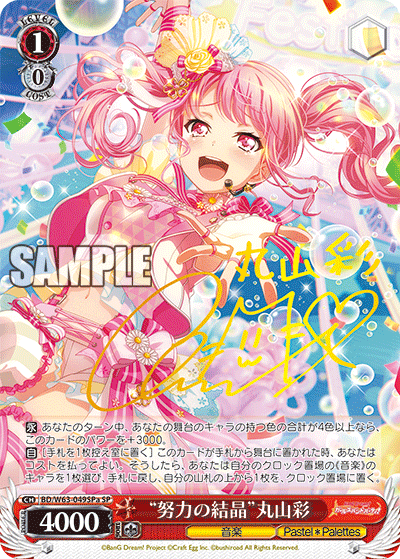 LEVEL
1
0
COST
SAMPLE
丸山 彩
永 あなたのターン中、あなたの舞台のキャラの持つ色の合計が4色以上なら、
このカードのパワーを+3000。
自 [手札を1枚控え室に置く] このカードが手札から舞台に置かれた時、あなたは
コストを払ってよい。そうしたら、あなたは自分のクロック置場の《音楽》の
キャラを1枚選び、手札に戻し、自分の山札の上から1枚を、クロック置場に置く。
CH BD/W63-049SPa SP
4000
“努力の結晶”丸山彩
音楽
Pastel*Palettes
©BanG Dream! Project ©Craft Egg Inc. ©bushiroad All Rights Reserved.